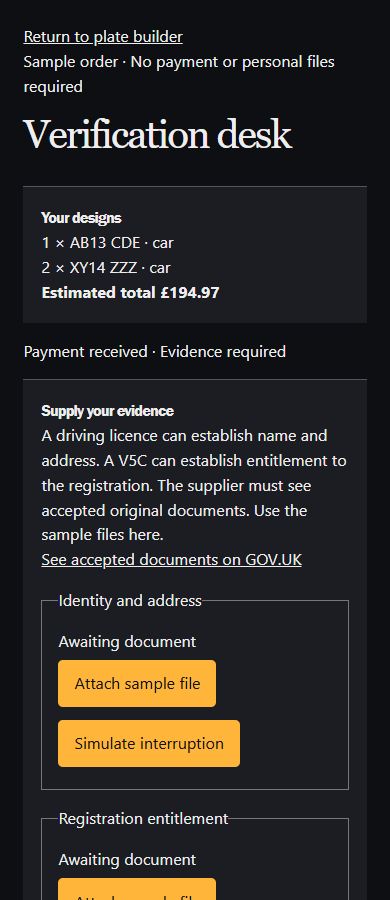 Return to plate builder
Sample order · No payment or personal files
required
Verification desk
Your designs
1 × AB13 CDE · car
2 × XY14 ZZZ · car
Estimated total £194.97
Payment received · Evidence required
Supply your evidence
A driving licence can establish name and
address. A V5C can establish entitlement to
the registration. The supplier must see
accepted original documents. Use the
sample files here.
See accepted documents on GOV.UK
Identity and address
Awaiting document
Attach sample file
Simulate interruption
Registration entitlement
Awaiting document
Attach sample file